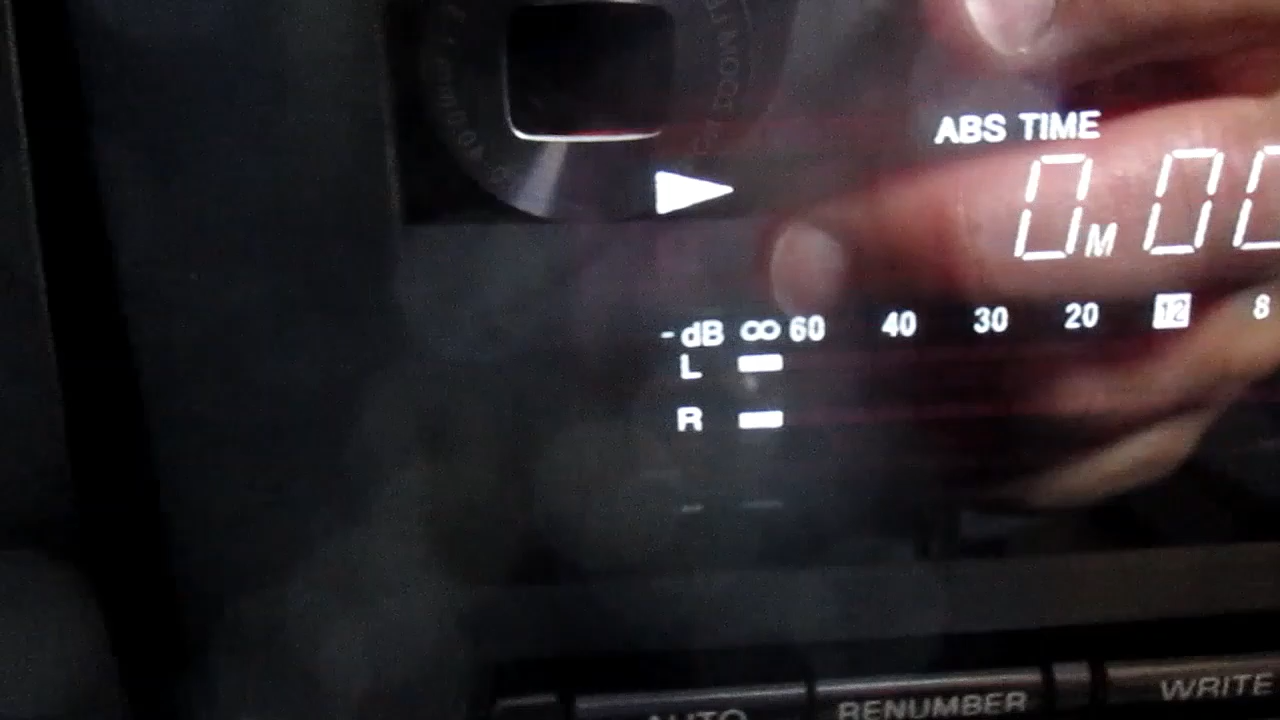 ABS TIME
0M 00
-dB ∞ 60 40 30 20 12 8
L
R
AUTO RENUMBER WRITE